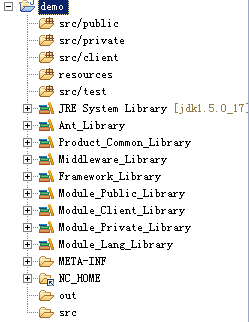 demo
src/public
src/private
src/client
resources
src/test
JRE System Library [jdk1.5.0_17]
Ant_Library
Product_Common_Library
Middleware_Library
Framework_Library
Module_Public_Library
Module_Client_Library
Module_Private_Library
Module_Lang_Library
META-INF
NC_HOME
out
src